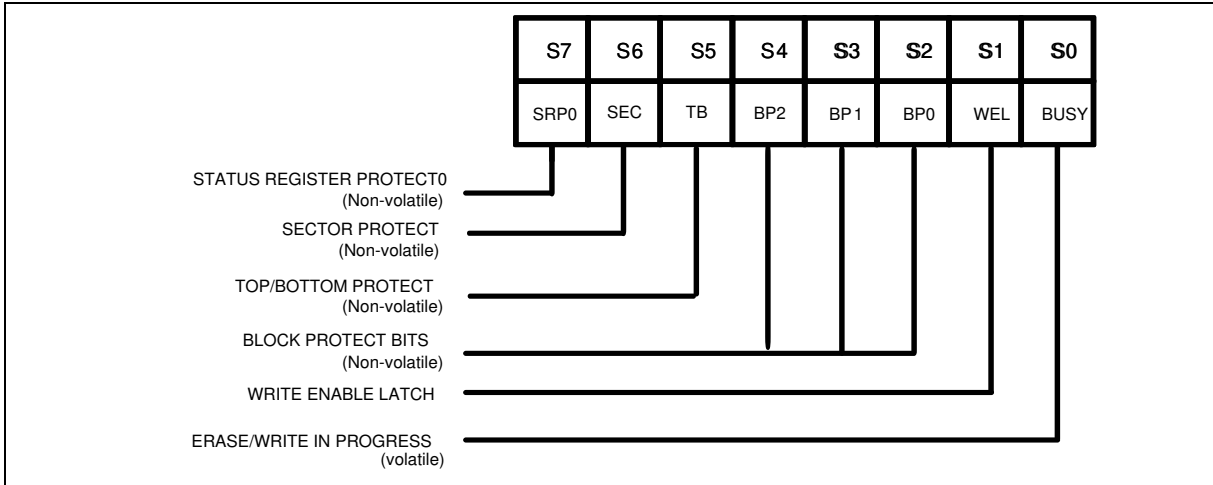 S7 S6 S5 S4 S3 S2 S1 S0
SRP0 SEC TB BP2 BP1 BP0 WEL BUSY
STATUS REGISTER PROTECT0
(Non-volatile)
SECTOR PROTECT
(Non-volatile)
TOP/BOTTOM PROTECT
(Non-volatile)
BLOCK PROTECT BITS
(Non-volatile)
WRITE ENABLE LATCH
ERASE/WRITE IN PROGRESS
(volatile)